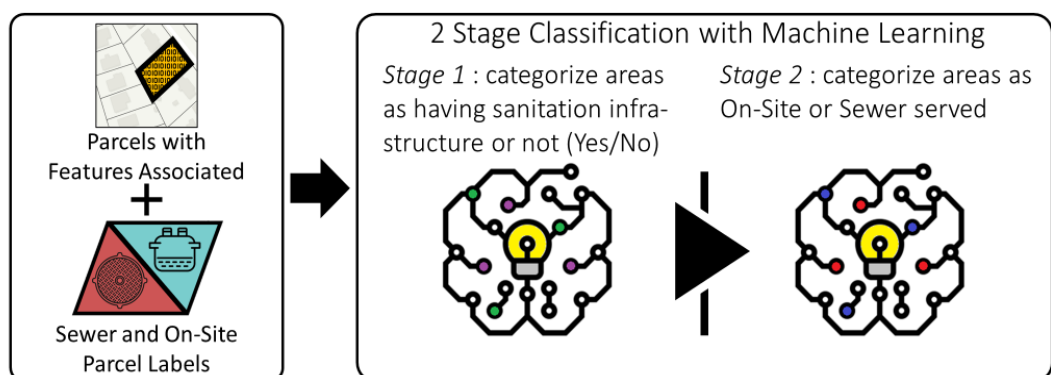 Parcels with
Features Associated
+
Sewer and On-Site
Parcel Labels
2 Stage Classification with Machine Learning
Stage 1 : categorize areas
as having sanitation infra-
structure or not (Yes/No)
Stage 2 : categorize areas as
On-Site or Sewer served